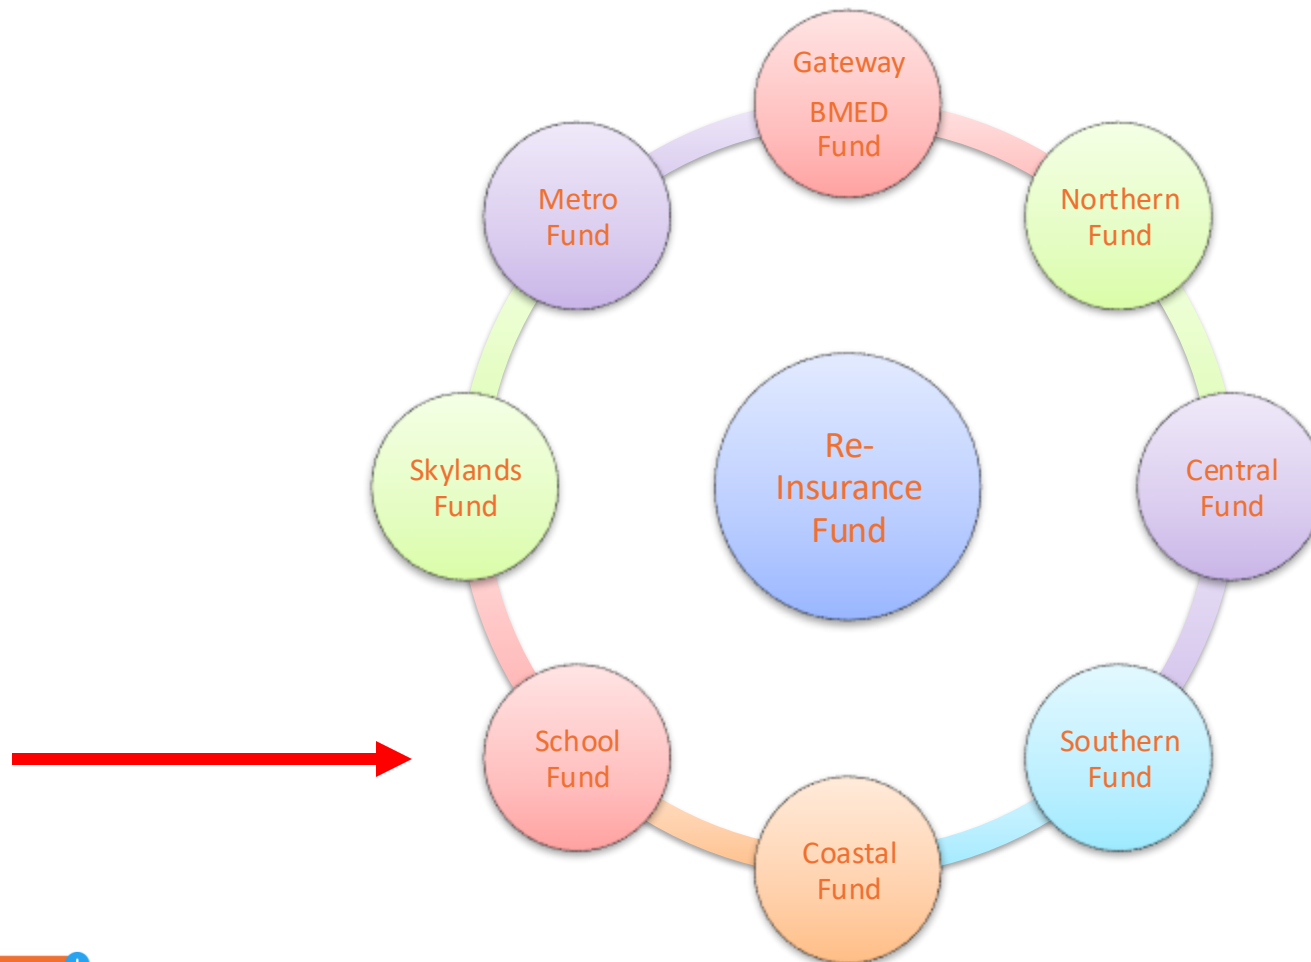 Gateway
BMED
Fund
Northern
Fund
Central
Fund
Southern
Fund
Coastal
Fund
School
Fund
Skylands
Fund
Metro
Fund
Re-
Insurance
Fund